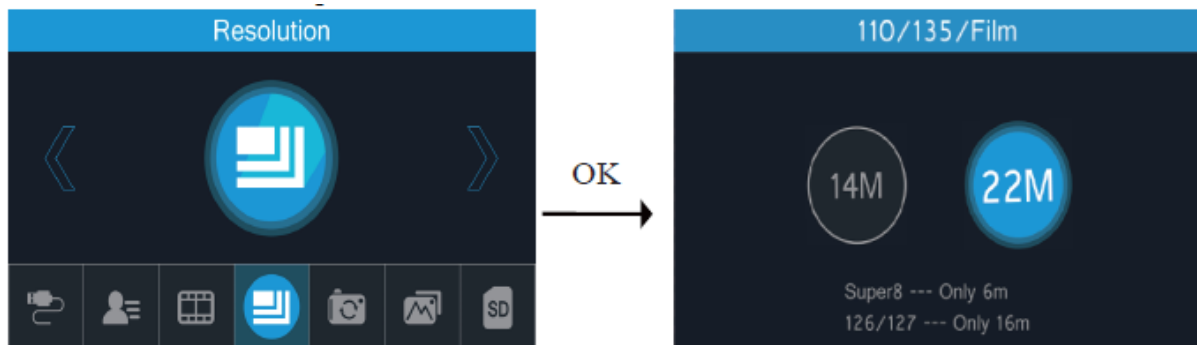 Resolution
SD
OK
110/135/Film
14M
22M
Super8 --- Only 6m
126/127 --- Only 16m